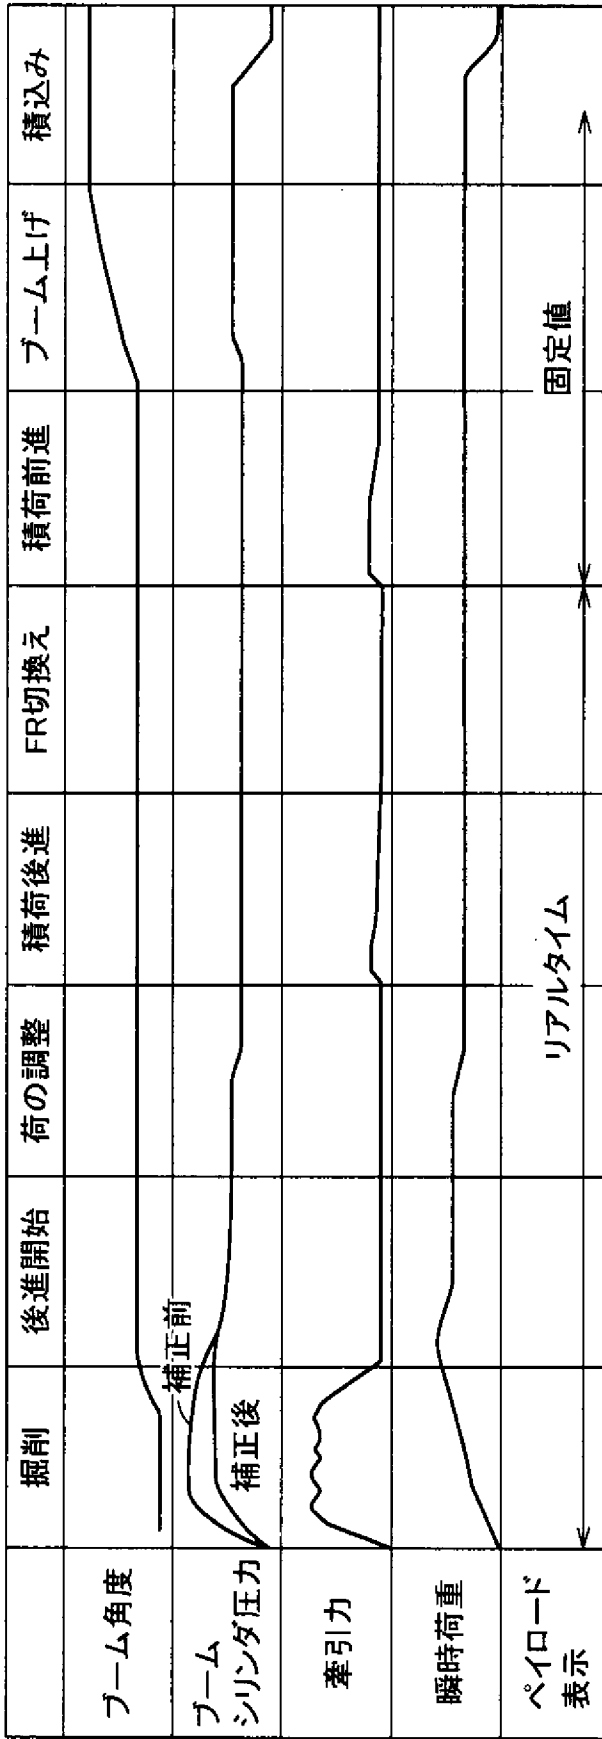 掘削
後進開始
荷の調整
積荷後進
FR切換え
積荷前進
ブーム上げ
積込み
ブーム角度
ブーム
シリンダ圧力
補正前
補正後
牽引力
瞬時荷重
ペイロード
表示
リアルタイム
固定値